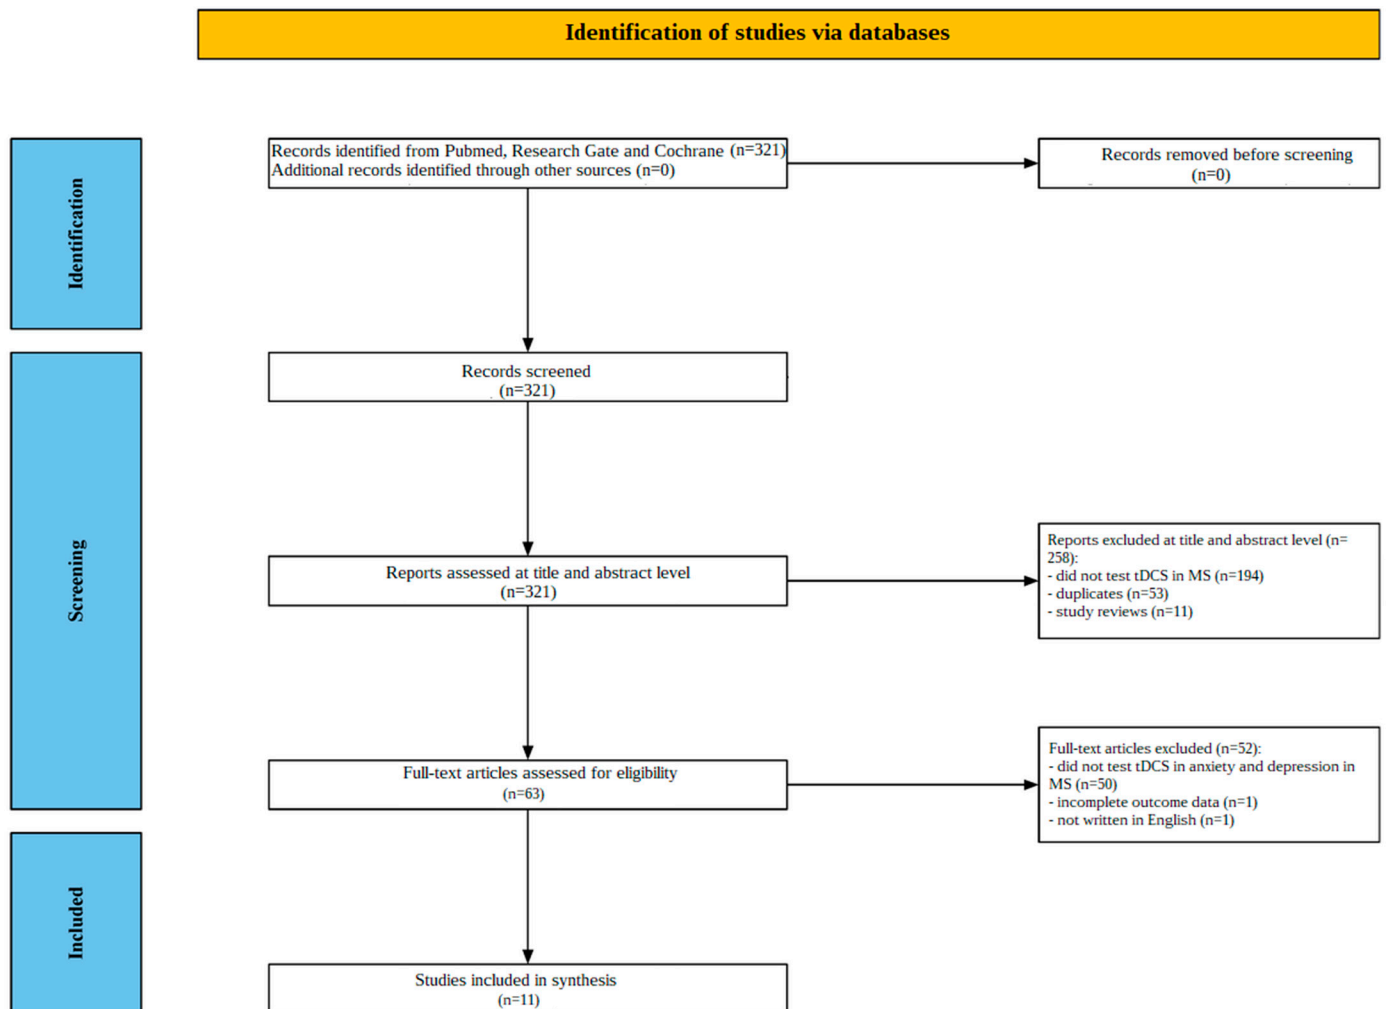 Identification of studies via databases
Identification
Records identified from Pubmed, Research Gate and Cochrane (n=321)
Additional records identified through other sources (n=0)
Records removed before screening
(n=0)
Screening
Records screened
(n=321)
Reports assessed at title and abstract level
(n=321)
Reports excluded at title and abstract level (n=
258):
- did not test tDCS in MS (n=194)
- duplicates (n=53)
- study reviews (n=11)
Full-text articles assessed for eligibility
(n=63)
Full-text articles excluded (n=52):
- did not test tDCS in anxiety and depression in
MS (n=50)
- incomplete outcome data (n=1)
- not written in English (n=1)
Included
Studies included in synthesis
(n=11)